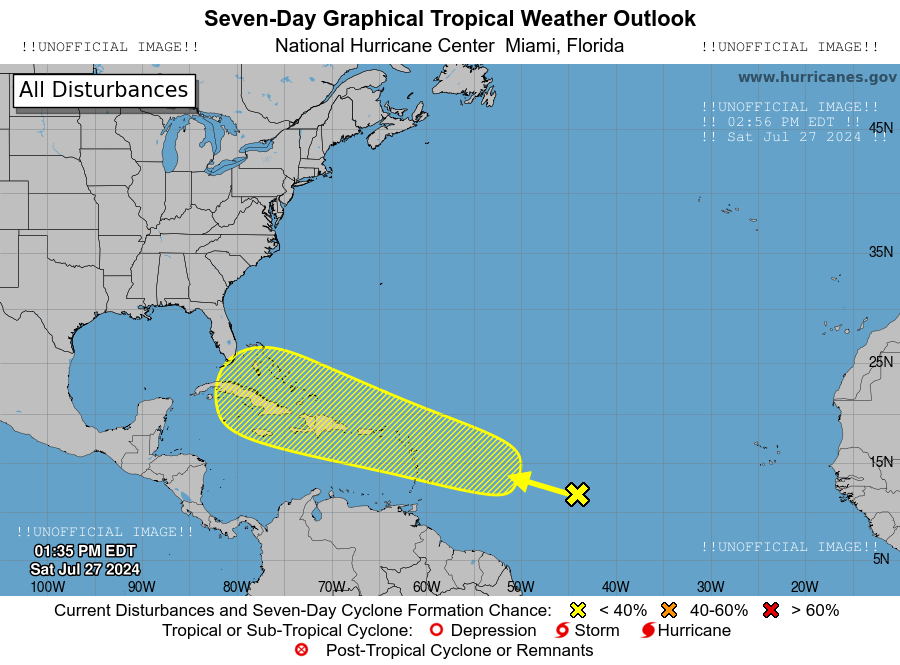 Seven-Day Graphical Tropical Weather Outlook
!!UNOFFICIAL IMAGE!!
National Hurricane Center  Miami, Florida
!!UNOFFICIAL IMAGE!!
All Disturbances
www.hurricanes.gov
!!UNOFFICIAL IMAGE!!
!! 02:56 PM EDT !!
!! Sat Jul 27 2024 !!
45N
35N
25N
15N
!!UNOFFICIAL IMAGE!!
01:35 PM EDT
Sat Jul 27 2024
!!UNOFFICIAL IMAGE!!
5N
100W 90W 80W 70W 60W 50W 40W 30W 20W
Current Disturbances and Seven-Day Cyclone Formation Chance: < 40% 40-60% > 60%
Tropical or Sub-Tropical Cyclone: Depression Storm Hurricane
Post-Tropical Cyclone or Remnants